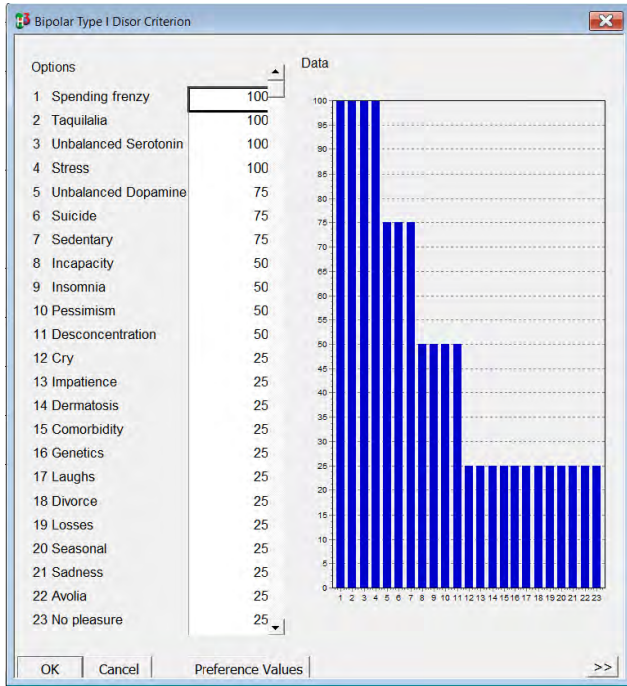 Bipolar Type I Disor Criterion
Options
Data
1 Spending frenzy 100
2 Taquilalia 100
3 Unbalanced Serotonin 100
4 Stress 100
5 Unbalanced Dopamine 75
6 Suicide 75
7 Sedentary 75
8 Incapacity 50
9 Insomnia 50
10 Pessimism 50
11 Desconcentration 50
12 Cry 25
13 Impatience 25
14 Dermatosis 25
15 Comorbidity 25
16 Genetics 25
17 Laughs 25
18 Divorce 25
19 Losses 25
20 Seasonal 25
21 Sadness 25
22 Avolia 25
23 No pleasure 25
100
95
90
85
80
75
70
65
60
55
50
45
40
35
30
25
20
15
10
5
0
1 2 3 4 5 6 7 8 9 10 11 12 13 14 15 16 17 18 19 20 21 22 23
OK Cancel Preference Values >>